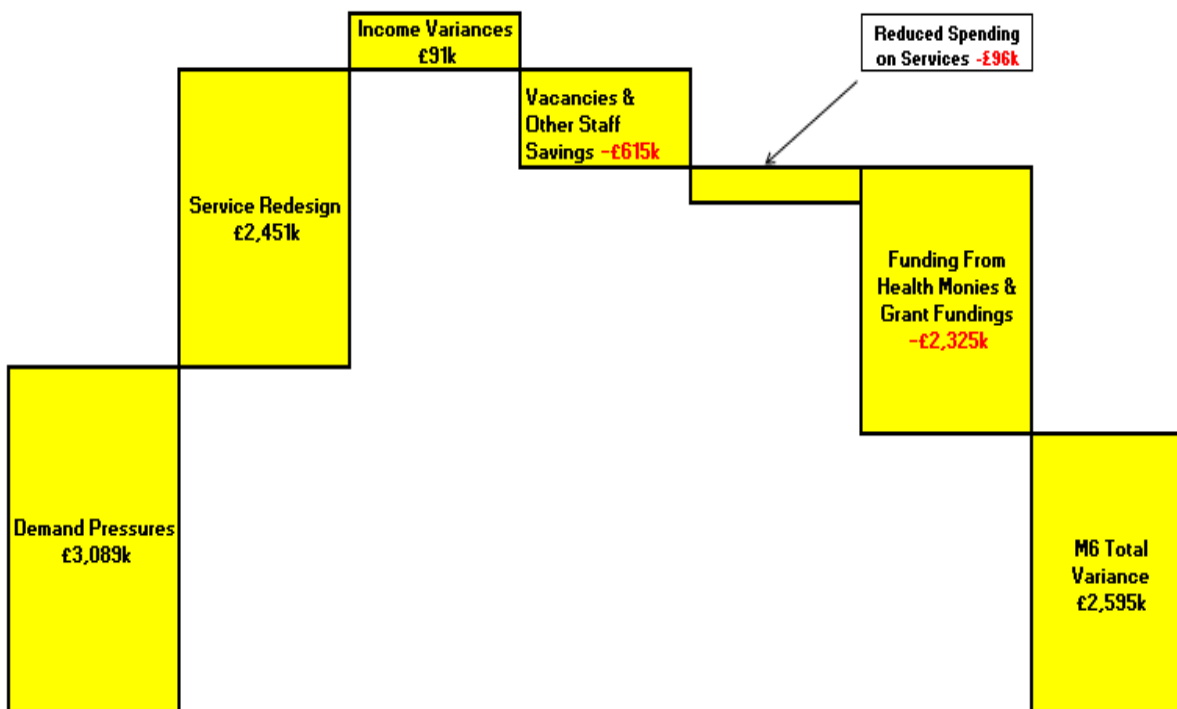 Income Variances
£91k
Reduced Spending
on Services -£96k
Vacancies &
Other Staff
Savings -£615k
Service Redesign
£2,451k
Funding From
Health Monies &
Grant Fundings
-£2,325k
Demand Pressures
£3,089k
M6 Total
Variance
£2,595k